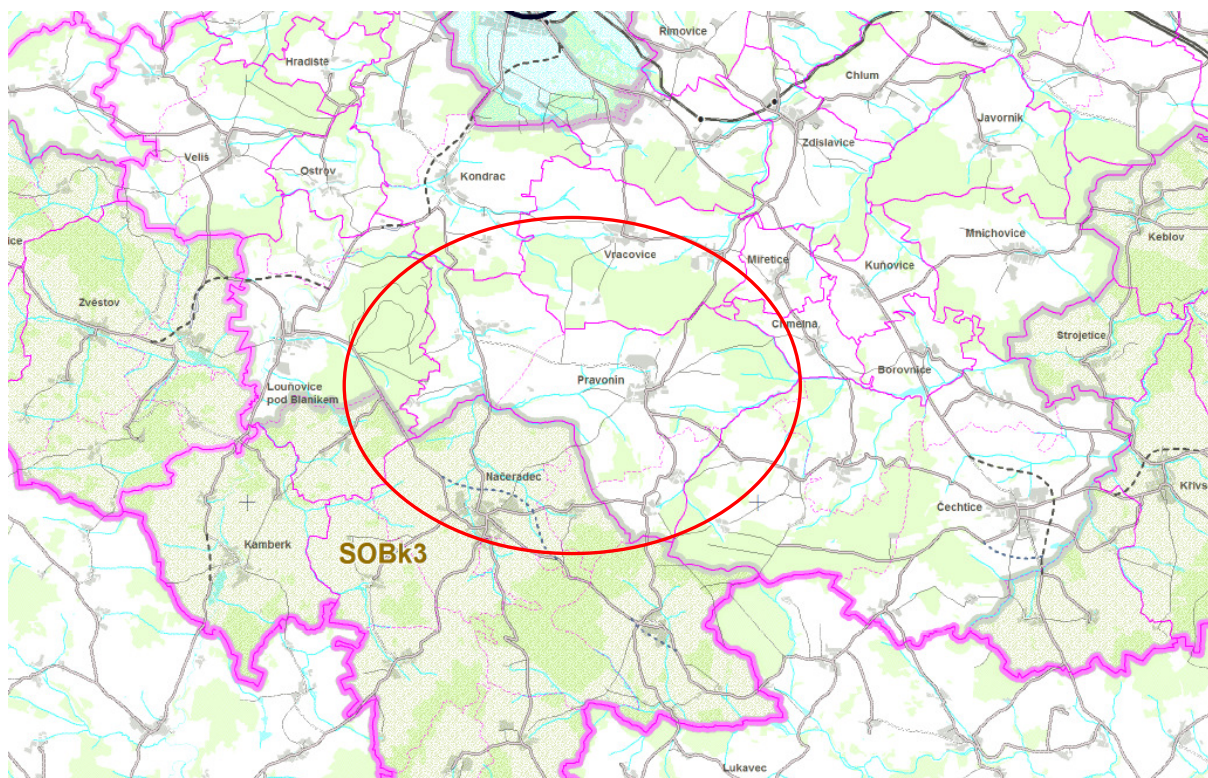 Římovice
Hradiště
Chlum
Javorník
Zdislavice
Veliš
Ostrov
Kondrac
Mnichovice
Keblov
Vracovice
Miřetice
Kuňovice
Zvěstov
Chmelná
Strojetice
Louňovice
pod Blaníkem
Pravonín
Borovnice
Načeradec
Křivs
Čechtice
Kamberk
SOBk3
Lukavec